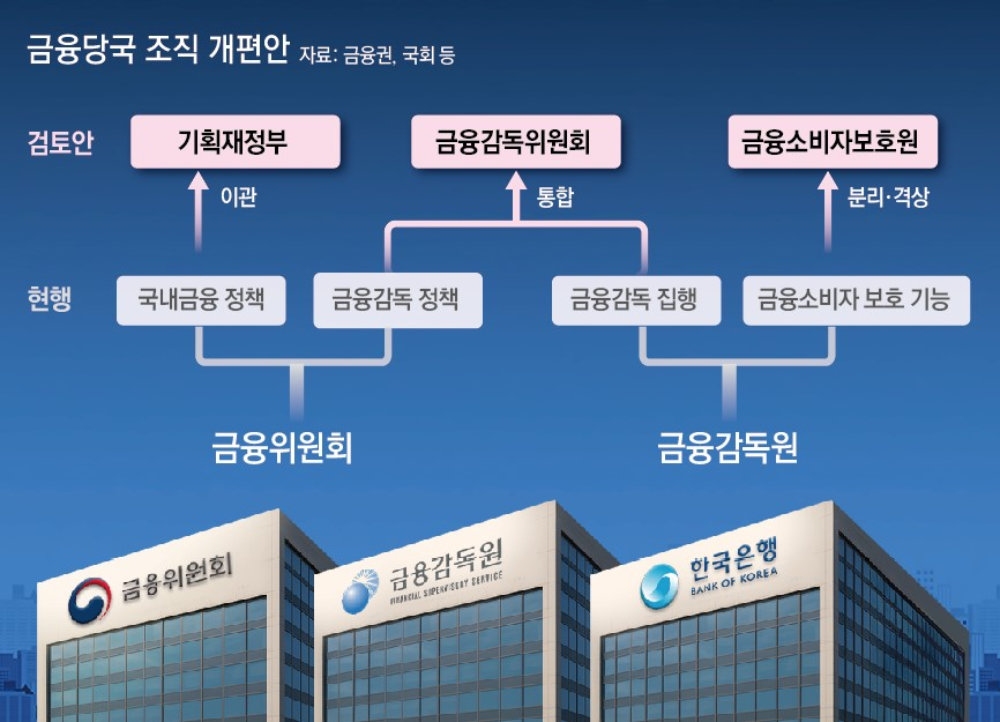 금융당국 조직 개편안 자료: 금융권, 국회 등
검토안 기획재정부 금융감독위원회 금융소비자보호원
이관 통합 분리·격상
현행 국내금융 정책 금융감독 정책 금융감독 집행 금융소비자 보호 기능
금융위원회 금융감독원
금융위원회
금융감독원
FINANCIAL SUPERVISORY SERVICE
한국은행
BANK OF KOREA